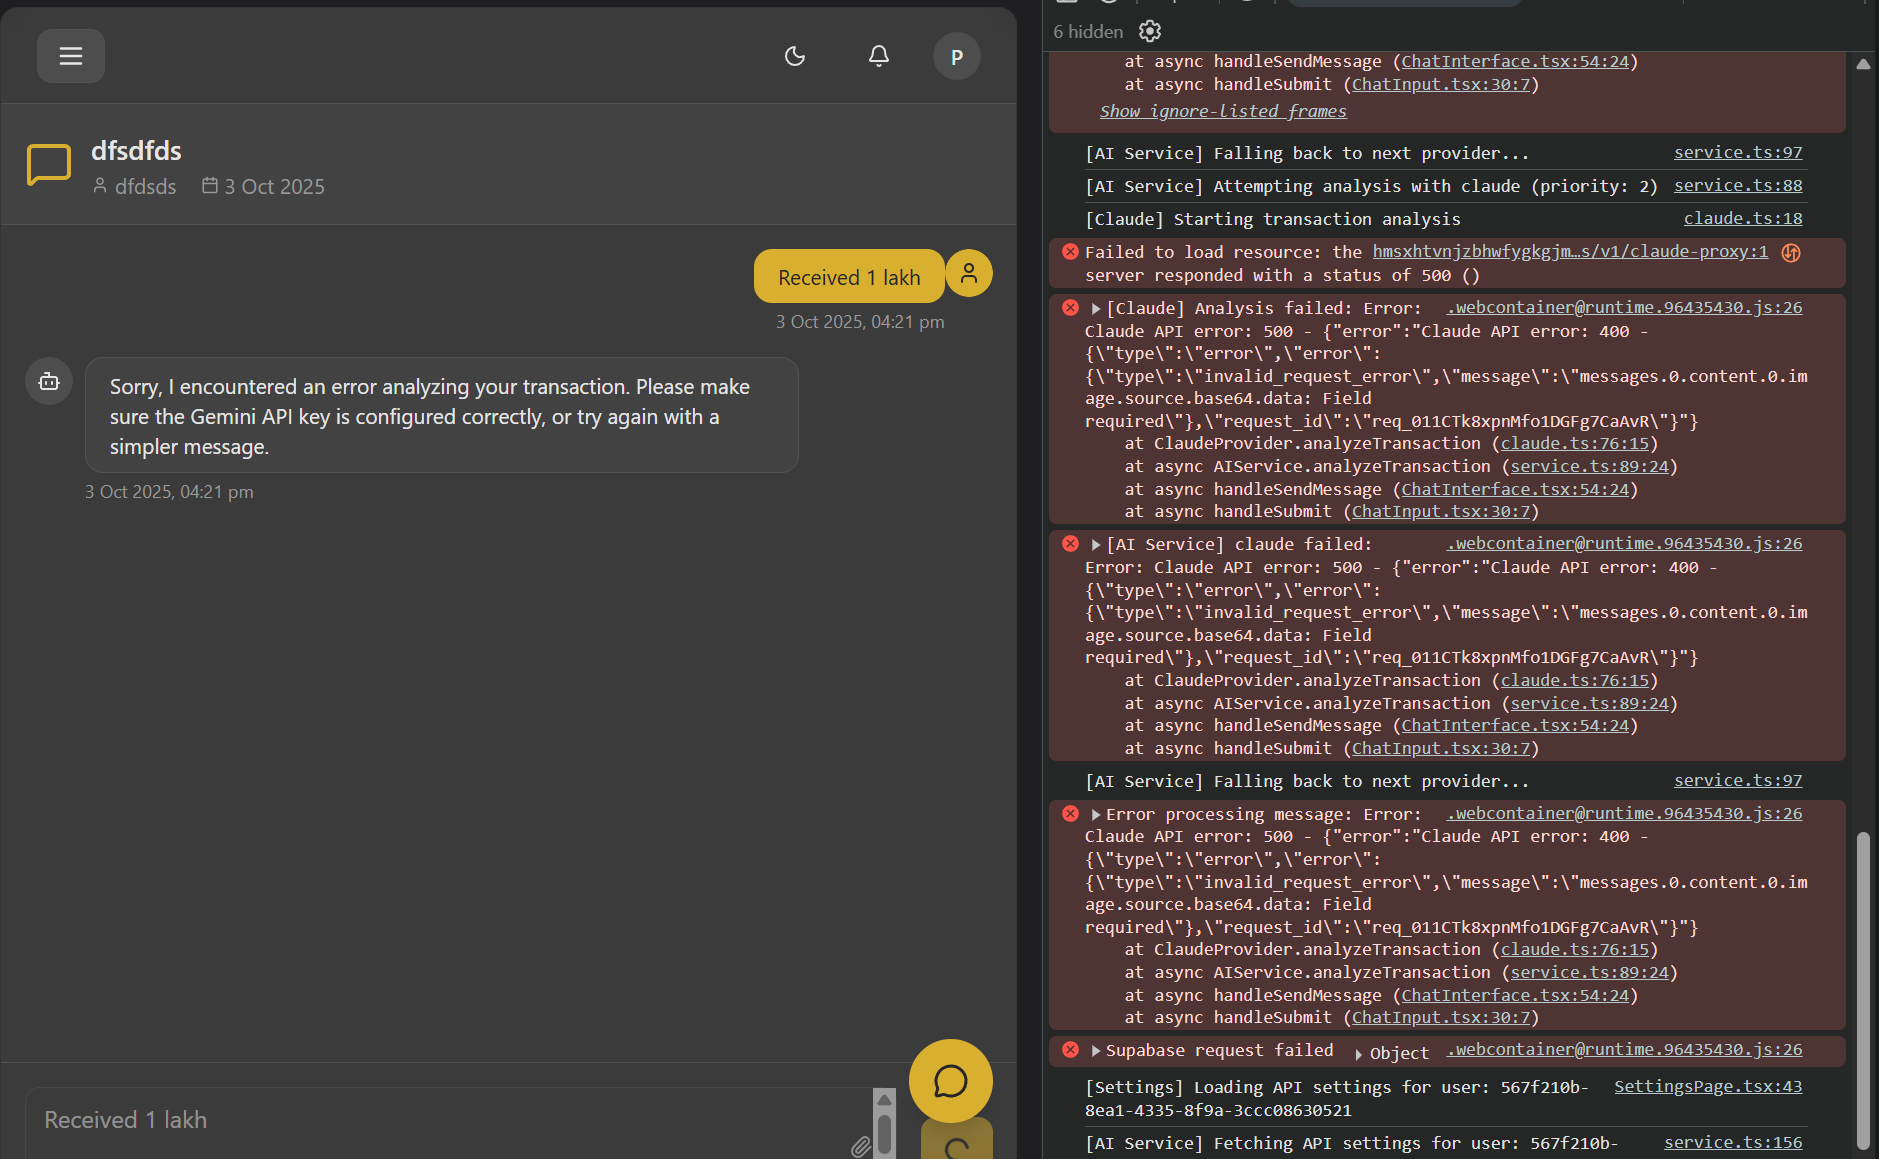 P
dfsdfds
dfdsds 3 Oct 2025
Received 1 lakh
3 Oct 2025, 04:21 pm
Sorry, I encountered an error analyzing your transaction. Please make
sure the Gemini API key is configured correctly, or try again with a
simpler message.
3 Oct 2025, 04:21 pm
Received 1 lakh
6 hidden
at async handleSendMessage (ChatInterface.tsx:54:24)
at async handleSubmit (ChatInput.tsx:30:7)
Show ignore-listed frames
[AI Service] Falling back to next provider... service.ts:97
[AI Service] Attempting analysis with claude (priority: 2) service.ts:88
[Claude] Starting transaction analysis claude.ts:18
Failed to load resource: the hmsxhtvnjzbhwfygkgjm…s/v1/claude-proxy:1
server responded with a status of 500 ()
[Claude] Analysis failed: Error: .webcontainer@runtime.96435430.js:26
Claude API error: 500 - {"error":"Claude API error: 400 -
{\"type\":\"error\",\"error\":
{\"type\":\"invalid_request_error\",\"message\":\"messages.0.content.0.im
age.source.base64.data: Field
required\"},\"request_id\":\"req_011CTk8xpnMfo1DGFg7CaAvR\"}"}
at ClaudeProvider.analyzeTransaction (claude.ts:76:15)
at async AIService.analyzeTransaction (service.ts:89:24)
at async handleSendMessage (ChatInterface.tsx:54:24)
at async handleSubmit (ChatInput.tsx:30:7)
[AI Service] claude failed: .webcontainer@runtime.96435430.js:26
Error: Claude API error: 500 - {"error":"Claude API error: 400 -
{\"type\":\"error\",\"error\":
{\"type\":\"invalid_request_error\",\"message\":\"messages.0.content.0.im
age.source.base64.data: Field
required\"},\"request_id\":\"req_011CTk8xpnMfo1DGFg7CaAvR\"}"}
at ClaudeProvider.analyzeTransaction (claude.ts:76:15)
at async AIService.analyzeTransaction (service.ts:89:24)
at async handleSendMessage (ChatInterface.tsx:54:24)
at async handleSubmit (ChatInput.tsx:30:7)
[AI Service] Falling back to next provider... service.ts:97
Error processing message: Error: .webcontainer@runtime.96435430.js:26
Claude API error: 500 - {"error":"Claude API error: 400 -
{\"type\":\"error\",\"error\":
{\"type\":\"invalid_request_error\",\"message\":\"messages.0.content.0.im
age.source.base64.data: Field
required\"},\"request_id\":\"req_011CTk8xpnMfo1DGFg7CaAvR\"}"}
at ClaudeProvider.analyzeTransaction (claude.ts:76:15)
at async AIService.analyzeTransaction (service.ts:89:24)
at async handleSendMessage (ChatInterface.tsx:54:24)
at async handleSubmit (ChatInput.tsx:30:7)
Supabase request failed Object .webcontainer@runtime.96435430.js:26
[Settings] Loading API settings for user: 567f210b- SettingsPage.tsx:43
8ea1-4335-8f9a-3ccc08630521
[AI Service] Fetching API settings for user: 567f210b- service.ts:156